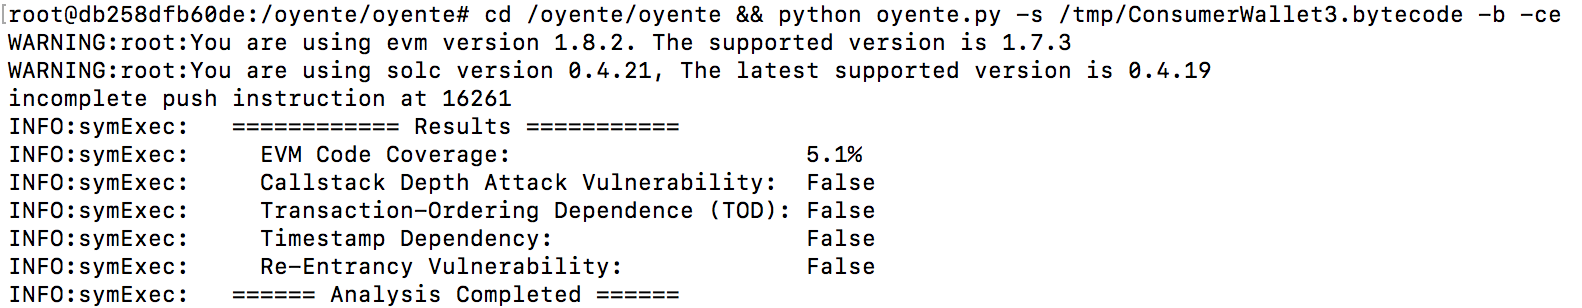 [root@db258dfb60de:/oyente/oyente# cd /oyente/oyente && python oyente.py -s /tmp/ConsumerWallet3.bytecode -b -ce
WARNING:root:You are using evm version 1.8.2. The supported version is 1.7.3
WARNING:root:You are using solc version 0.4.21, The latest supported version is 0.4.19
incomplete push instruction at 16261
INFO:symExec:   ============ Results ===========
INFO:symExec:     EVM Code Coverage:                     5.1%
INFO:symExec:     Callstack Depth Attack Vulnerability:  False
INFO:symExec:     Transaction-Ordering Dependence (TOD): False
INFO:symExec:     Timestamp Dependency:                  False
INFO:symExec:     Re-Entrancy Vulnerability:             False
INFO:symExec:   ====== Analysis Completed ======